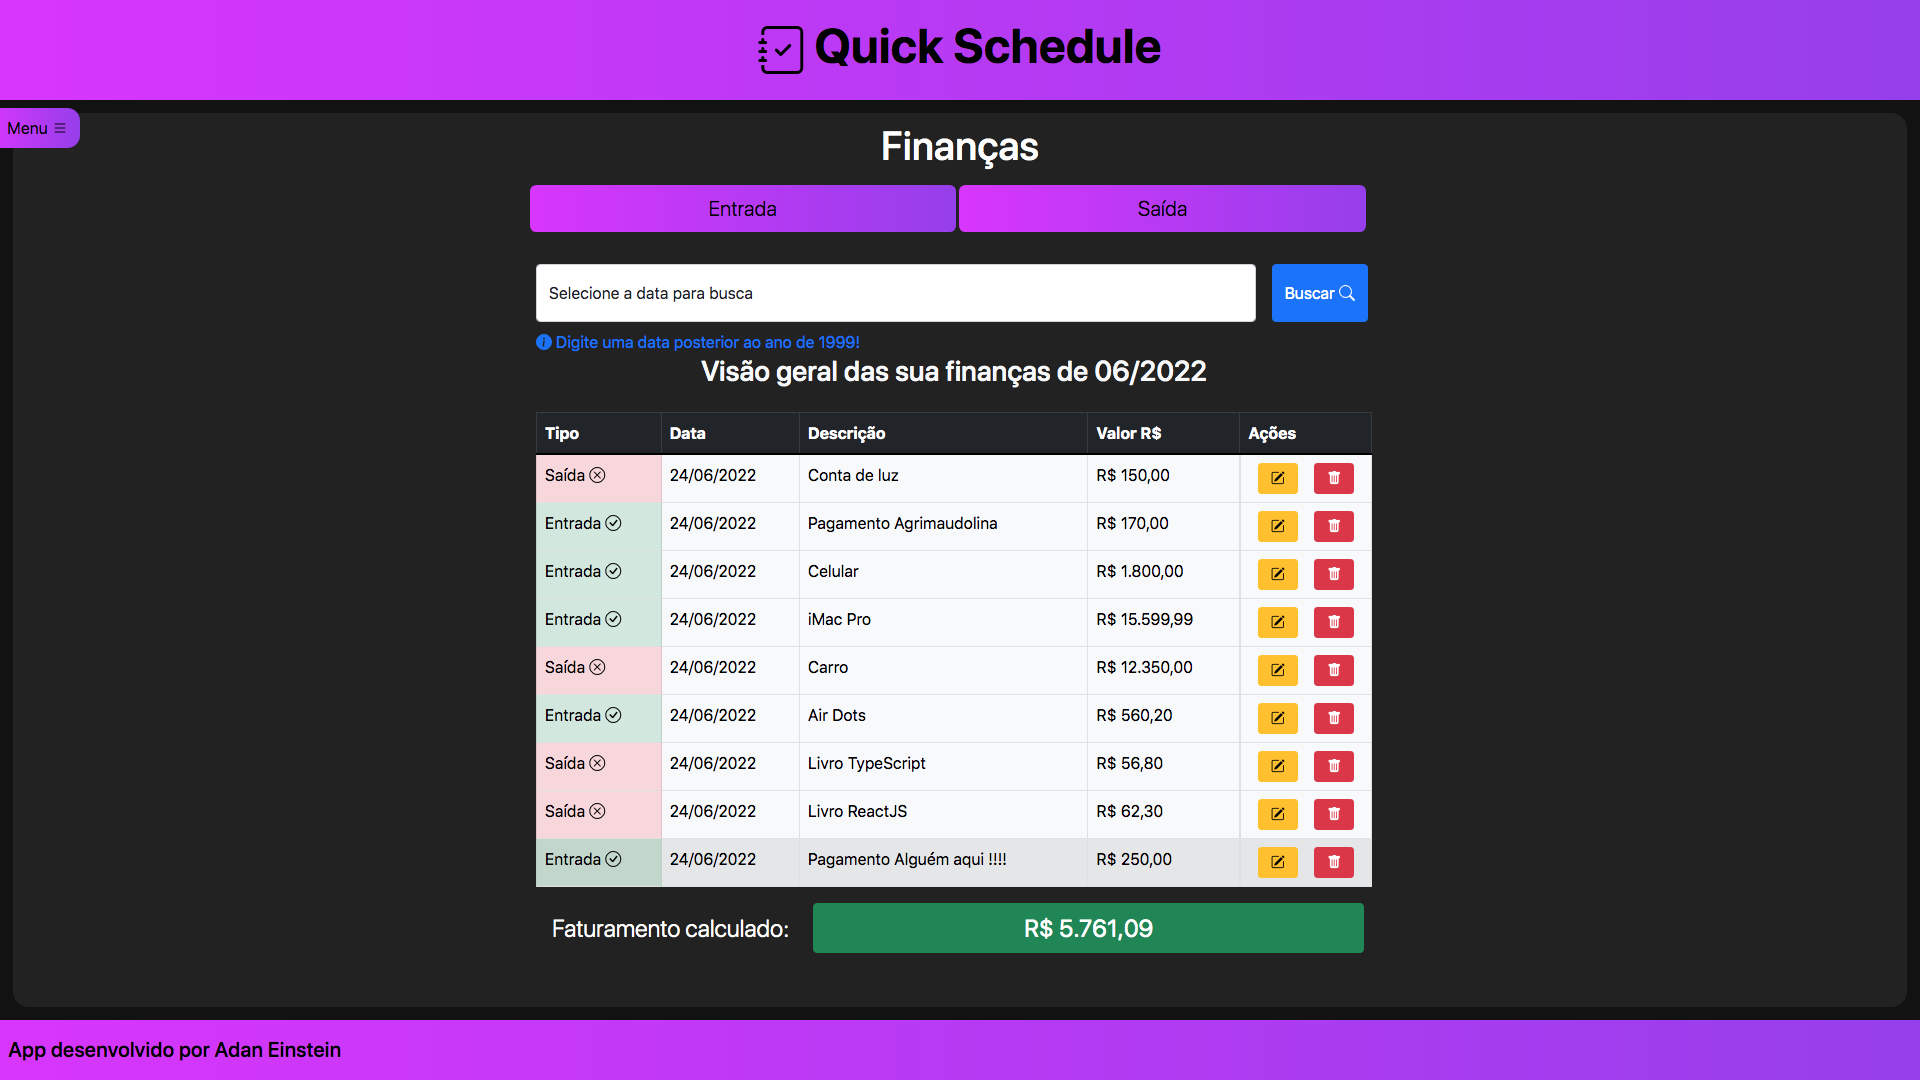 Quick Schedule
Menu
Finanças
Entrada Saída
Selecione a data para busca Buscar
Digite uma data posterior ao ano de 1999!
Visão geral das sua finanças de 06/2022
Tipo Data Descrição Valor R$ Ações
Saída 24/06/2022 Conta de luz R$ 150,00
Entrada 24/06/2022 Pagamento Agrimaudolina R$ 170,00
Entrada 24/06/2022 Celular R$ 1.800,00
Entrada 24/06/2022 iMac Pro R$ 15.599,99
Saída 24/06/2022 Carro R$ 12.350,00
Entrada 24/06/2022 Air Dots R$ 560,20
Saída 24/06/2022 Livro TypeScript R$ 56,80
Saída 24/06/2022 Livro ReactJS R$ 62,30
Entrada 24/06/2022 Pagamento Alguém aqui !!!! R$ 250,00
Faturamento calculado: R$ 5.761,09
App desenvolvido por Adan Einstein